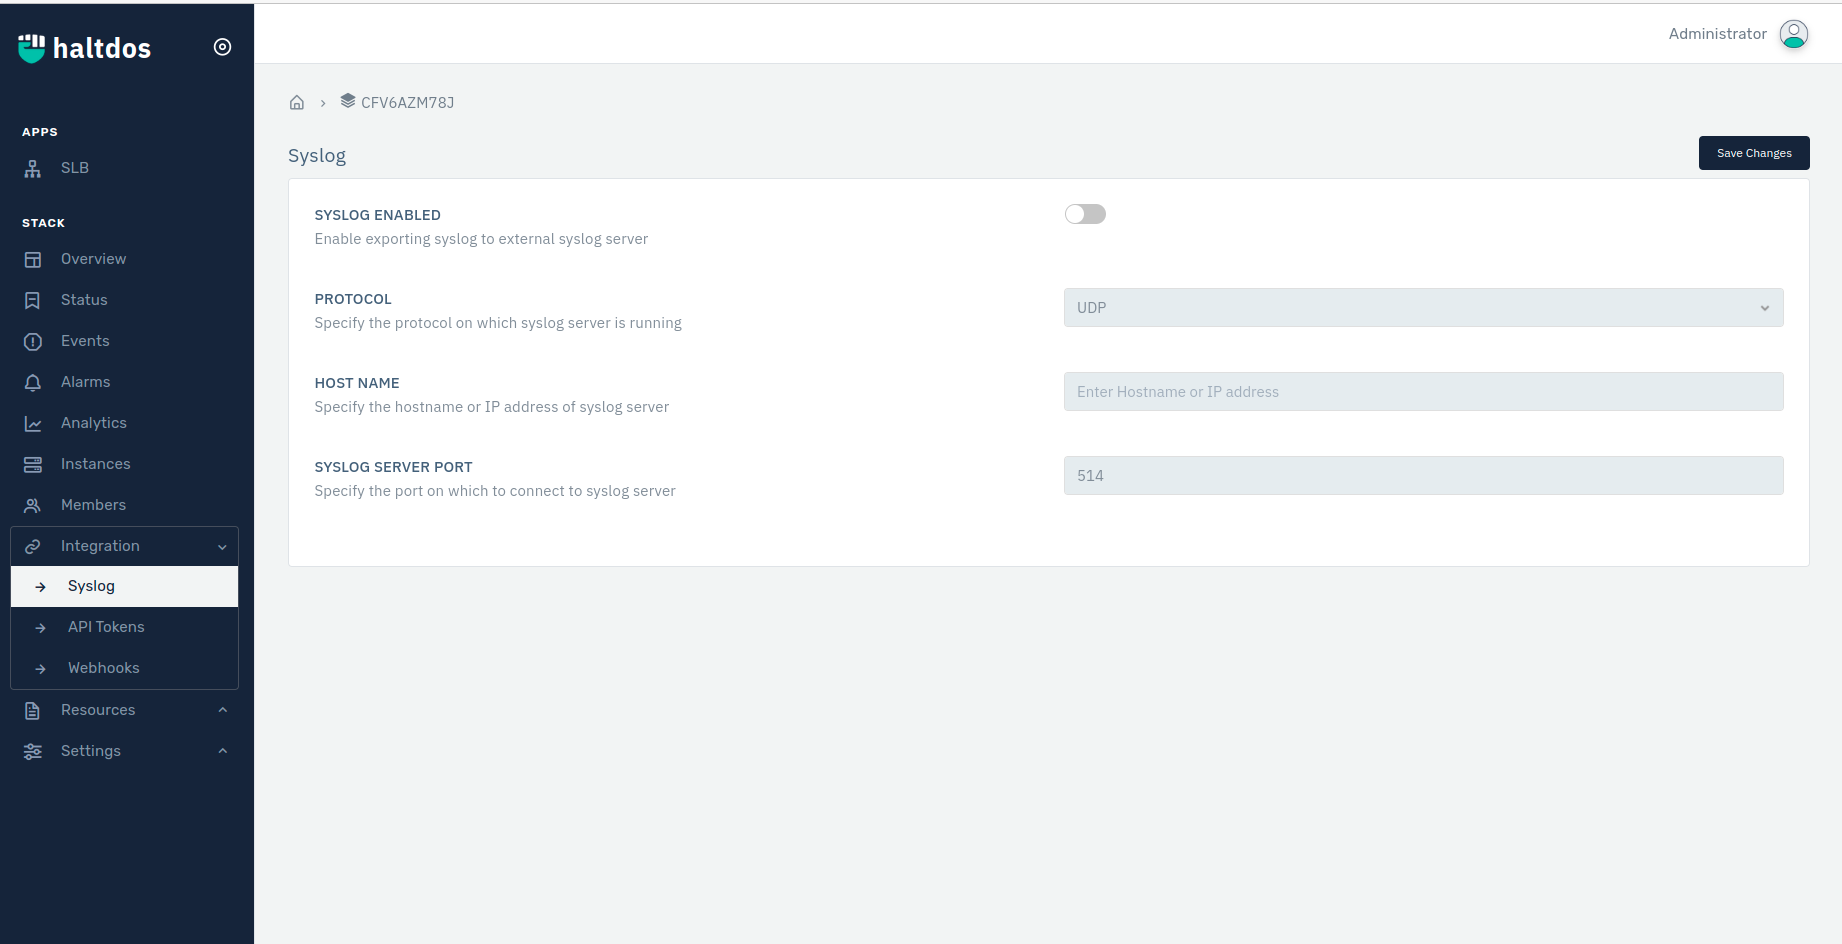 haltdos
Administrator
CFV6AZM78J
APPS
SLB
STACK
Overview
Status
Events
Alarms
Analytics
Instances
Members
Integration
Syslog
API Tokens
Webhooks
Resources
Settings
Syslog
Save Changes
SYSLOG ENABLED
Enable exporting syslog to external syslog server
PROTOCOL
Specify the protocol on which syslog server is running
UDP
HOST NAME
Specify the hostname or IP address of syslog server
Enter Hostname or IP address
SYSLOG SERVER PORT
Specify the port on which to connect to syslog server
514